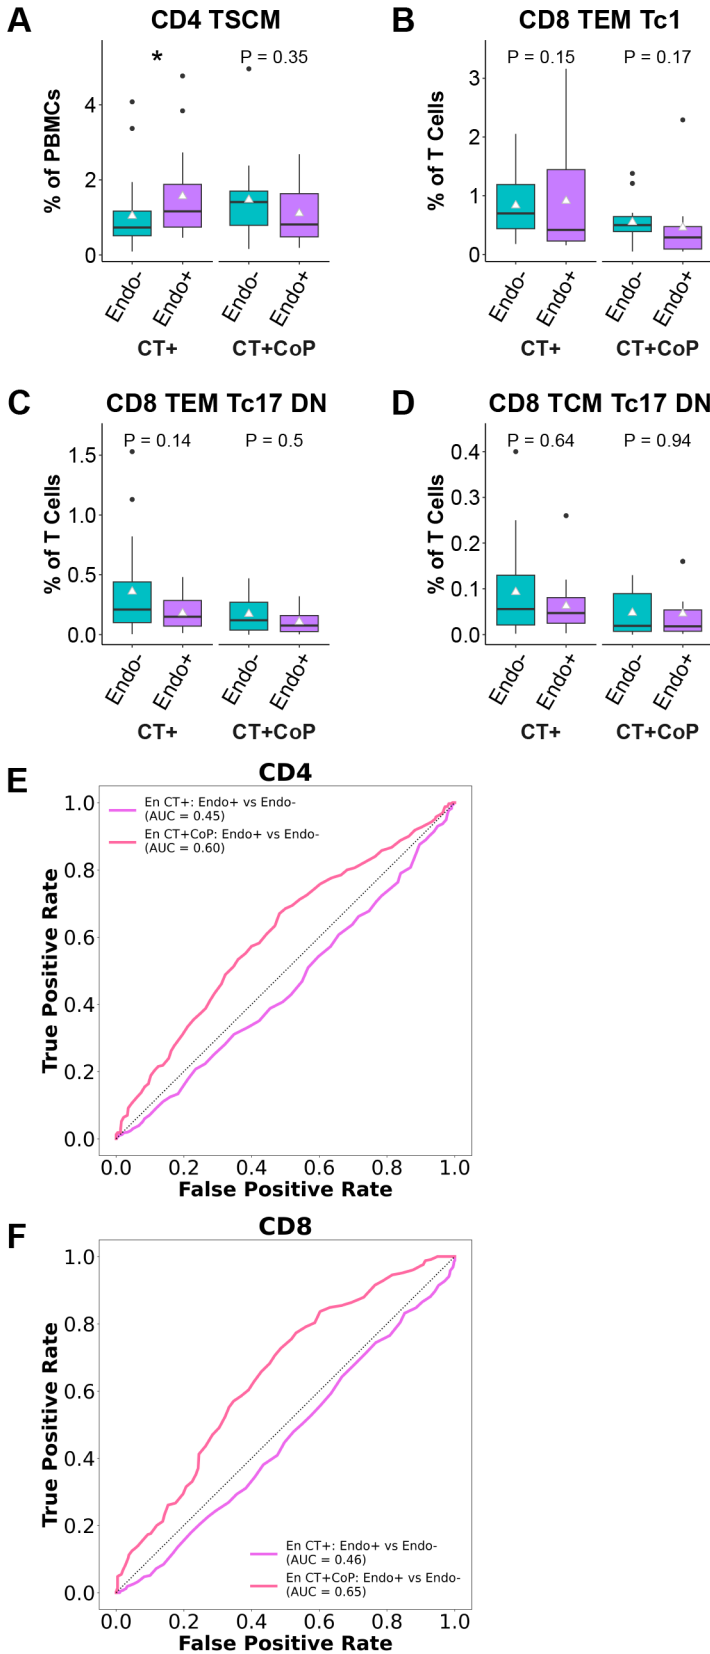 A
CD4 TSCM
*
P = 0.35
% of PBMCs
4
2
0
Endo-
Endo+
Endo-
Endo+
CT+
CT+CoP
B
CD8 TEM Tc1
P = 0.15
P = 0.17
% of T Cells
3
2
1
0
Endo-
Endo+
Endo-
Endo+
CT+
CT+CoP
C
CD8 TEM Tc17 DN
P = 0.14
P = 0.5
% of T Cells
1.5
1.0
0.5
0.0
Endo-
Endo+
Endo-
Endo+
CT+
CT+CoP
D
CD8 TCM Tc17 DN
P = 0.64
P = 0.94
% of T Cells
0.4
0.3
0.2
0.1
0.0
Endo-
Endo+
Endo-
Endo+
CT+
CT+CoP
E
CD4
En CT+: Endo+ vs Endo-
(AUC = 0.45)
En CT+CoP: Endo+ vs Endo-
(AUC = 0.60)
True Positive Rate
1.0
0.8
0.6
0.4
0.2
0.0
0.0 0.2 0.4 0.6 0.8 1.0
False Positive Rate
F
CD8
True Positive Rate
1.0
0.8
0.6
0.4
0.2
0.0
En CT+: Endo+ vs Endo-
(AUC = 0.46)
En CT+CoP: Endo+ vs Endo-
(AUC = 0.65)
0.0 0.2 0.4 0.6 0.8 1.0
False Positive Rate